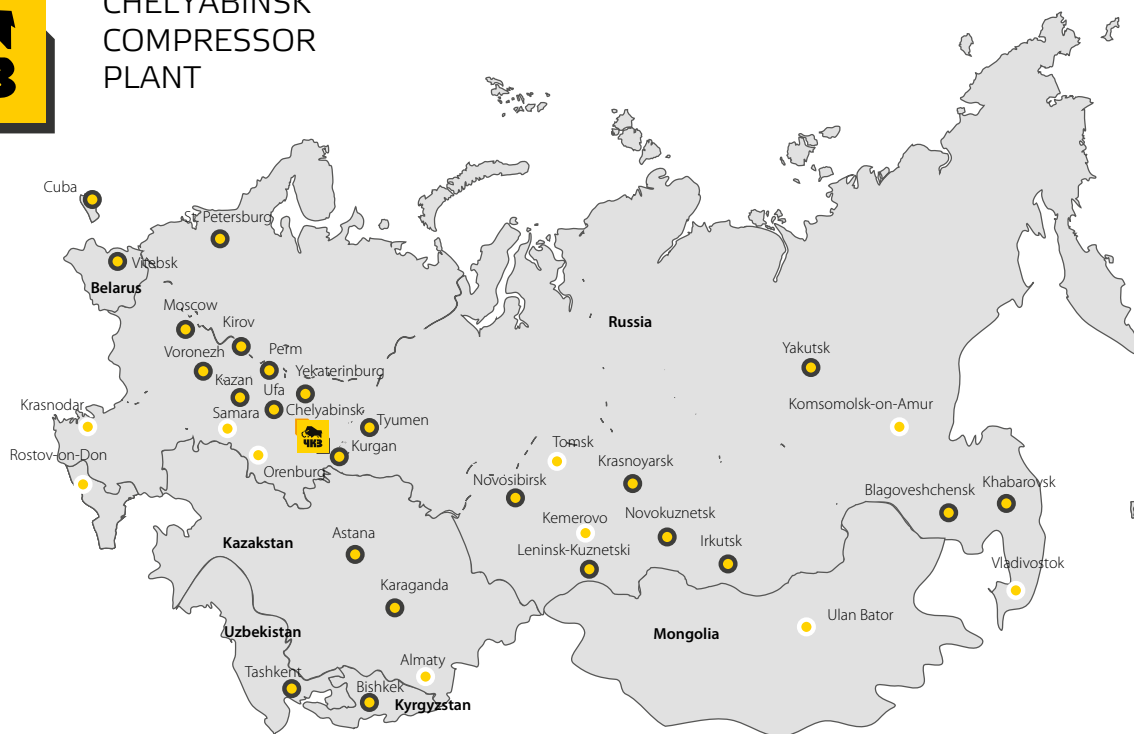 CHELYABINSK
COMPRESSOR
PLANT
Cuba
St. Petersburg
Vitebsk
Belarus
Moscow
Kirov
Russia
Voronezh
Perm
Yakutsk
Kazan
Ufa
Yekaterinburg
Krasnodar
Samara
Chelyabinsk
Tyumen
Komsomolsk-on-Amur
Rostov-on-Don
Orenburg
Kurgan
Tomsk
Krasnoyarsk
ЧКЗ
Novosibirsk
Blagoveshchensk
Khabarovsk
Kemerovo
Novokuznetsk
Astana
Kazakstan
Leninsk-Kuznetski
Irkutsk
Vladivostok
Karaganda
Ulan Bator
Uzbekistan
Mongolia
Tashkent
Almaty
Bishkek
Kyrgyzstan